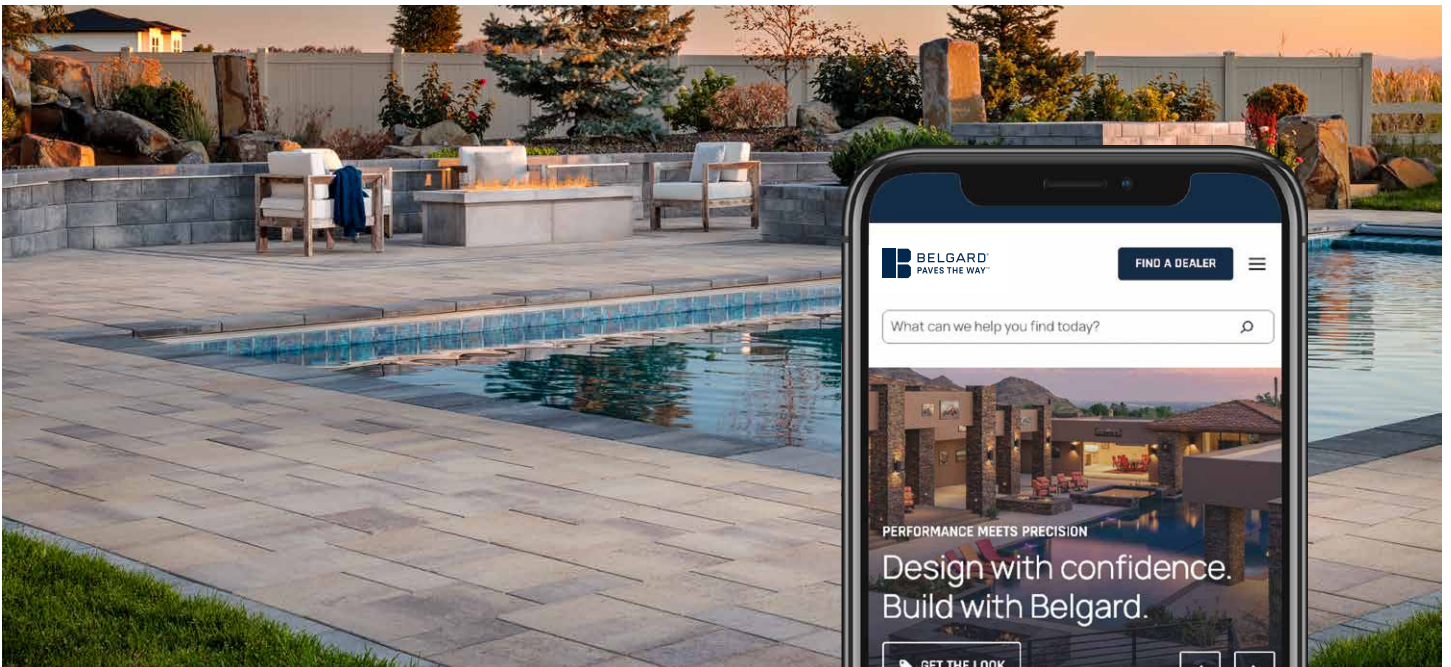 BELGARD®
PAVES THE WAY™
FIND A DEALER
What can we help you find today?
PERFORMANCE MEETS PRECISION
Design with confidence.
Build with Belgard.
GET THE LOOK